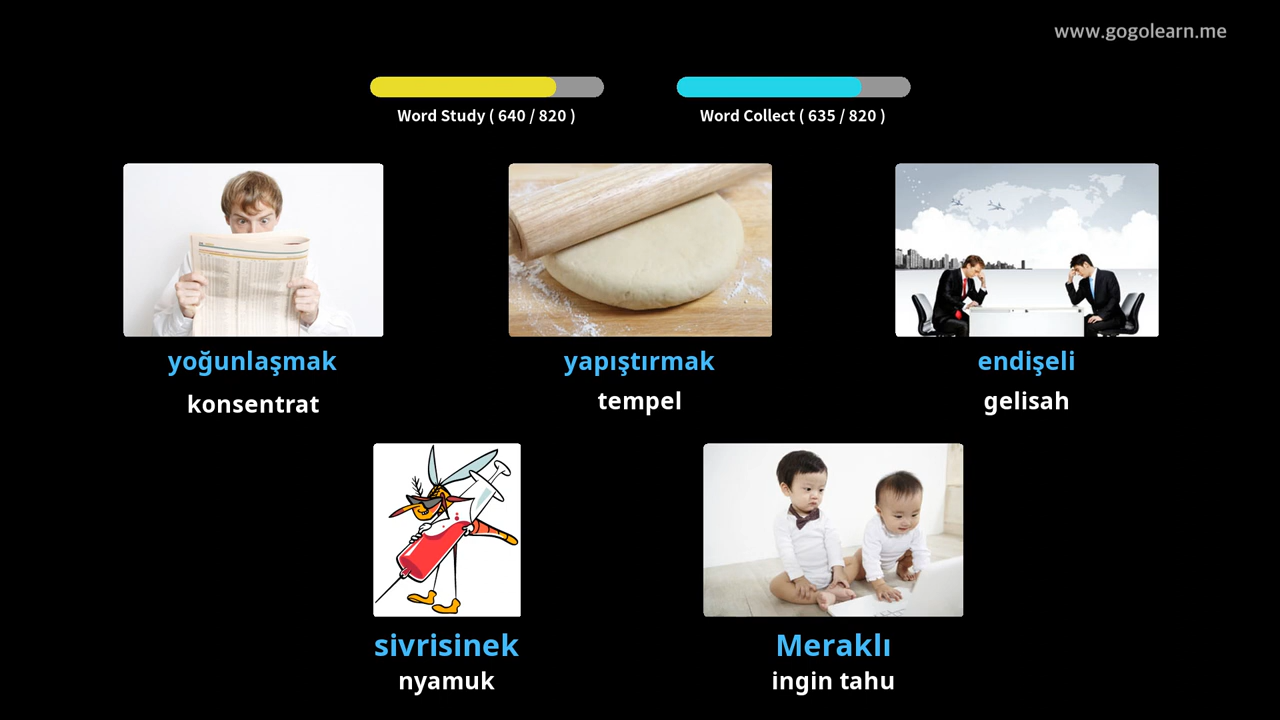 www.gogolearn.me
Word Study ( 640 / 820 )
Word Collect ( 635 / 820 )
yoğunlaşmak
konsentrat
yapıştırmak
tempel
endişeli
gelisah
sivrisinek
nyamuk
Meraklı
ingin tahu